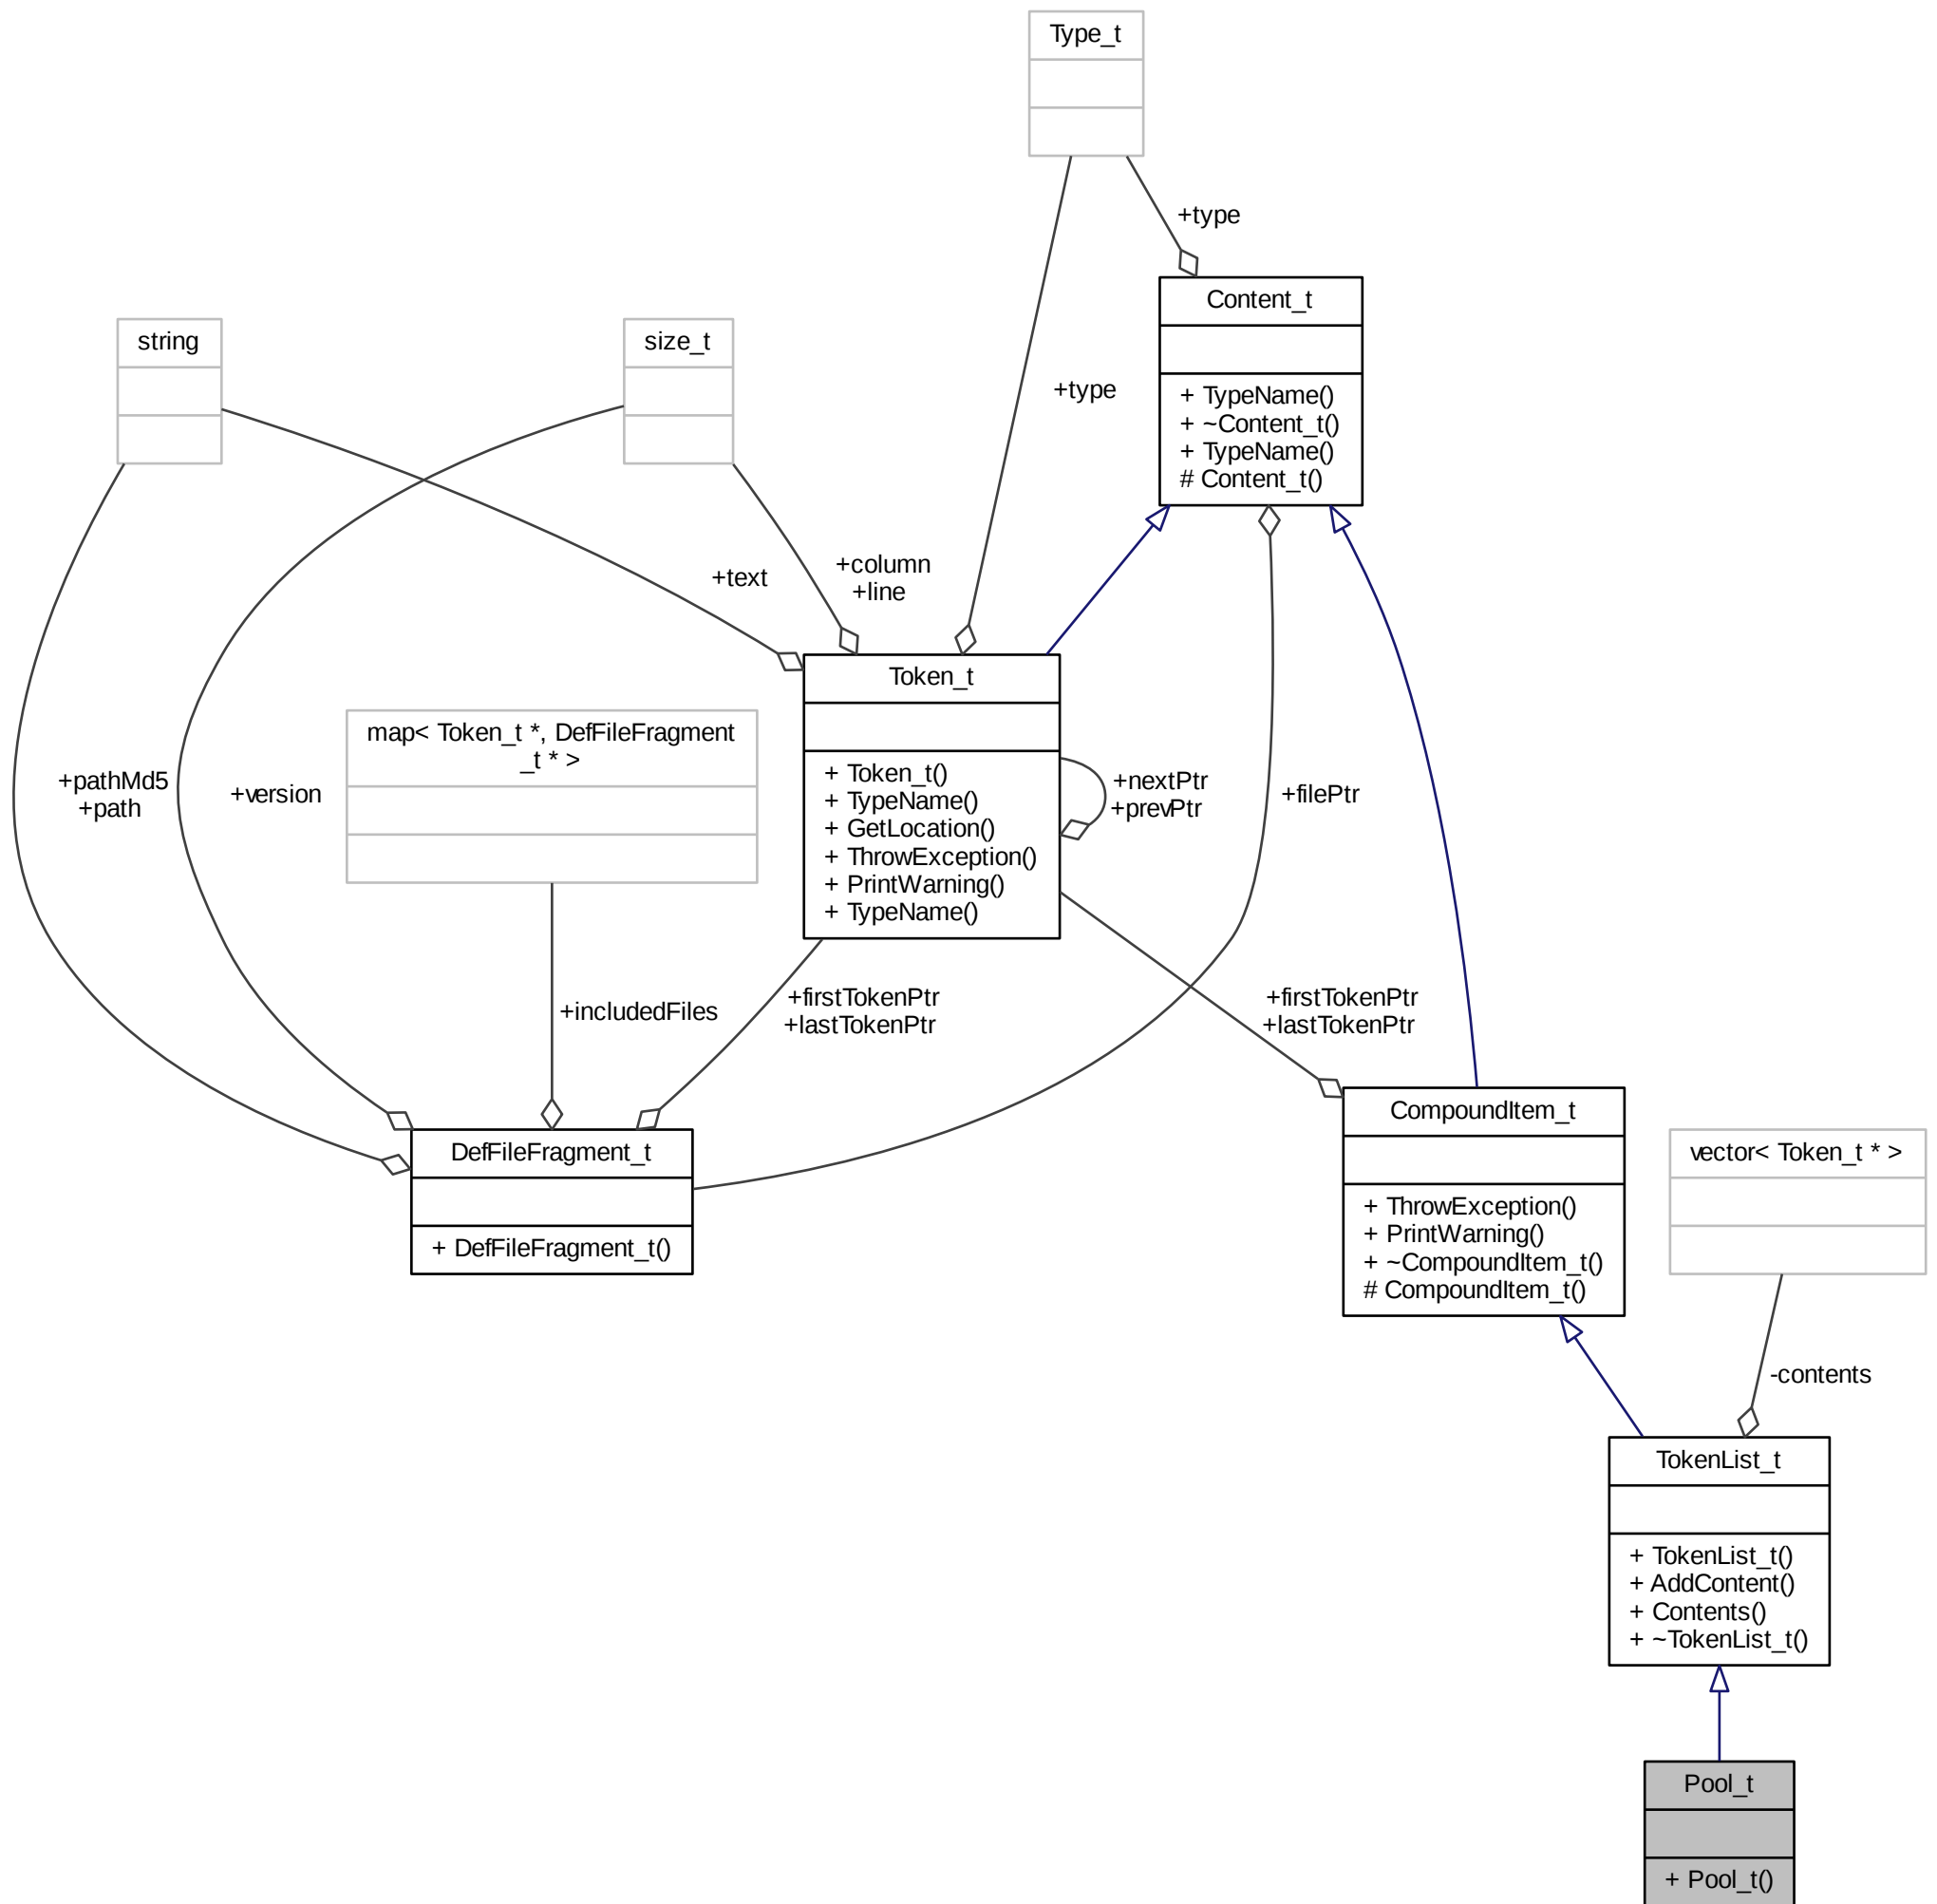 Type_t
+type
Content_t
+ TypeName()
+ ~Content_t()
+ TypeName()
# Content_t()
string
size_t
+type
+text
+column
+line
Token_t
+ Token_t()
+ TypeName()
+ GetLocation()
+ ThrowException()
+ PrintWarning()
+ TypeName()
map< Token_t *, DefFileFragment
_t * >
+pathMd5
+path
+version
+nextPtr
+prevPtr
+filePtr
+includedFiles
+firstTokenPtr
+lastTokenPtr
+firstTokenPtr
+lastTokenPtr
DefFileFragment_t
+ DefFileFragment_t()
CompoundItem_t
+ ThrowException()
+ PrintWarning()
+ ~CompoundItem_t()
# CompoundItem_t()
vector< Token_t * >
-contents
TokenList_t
+ TokenList_t()
+ AddContent()
+ Contents()
+ ~TokenList_t()
Pool_t
+ Pool_t()